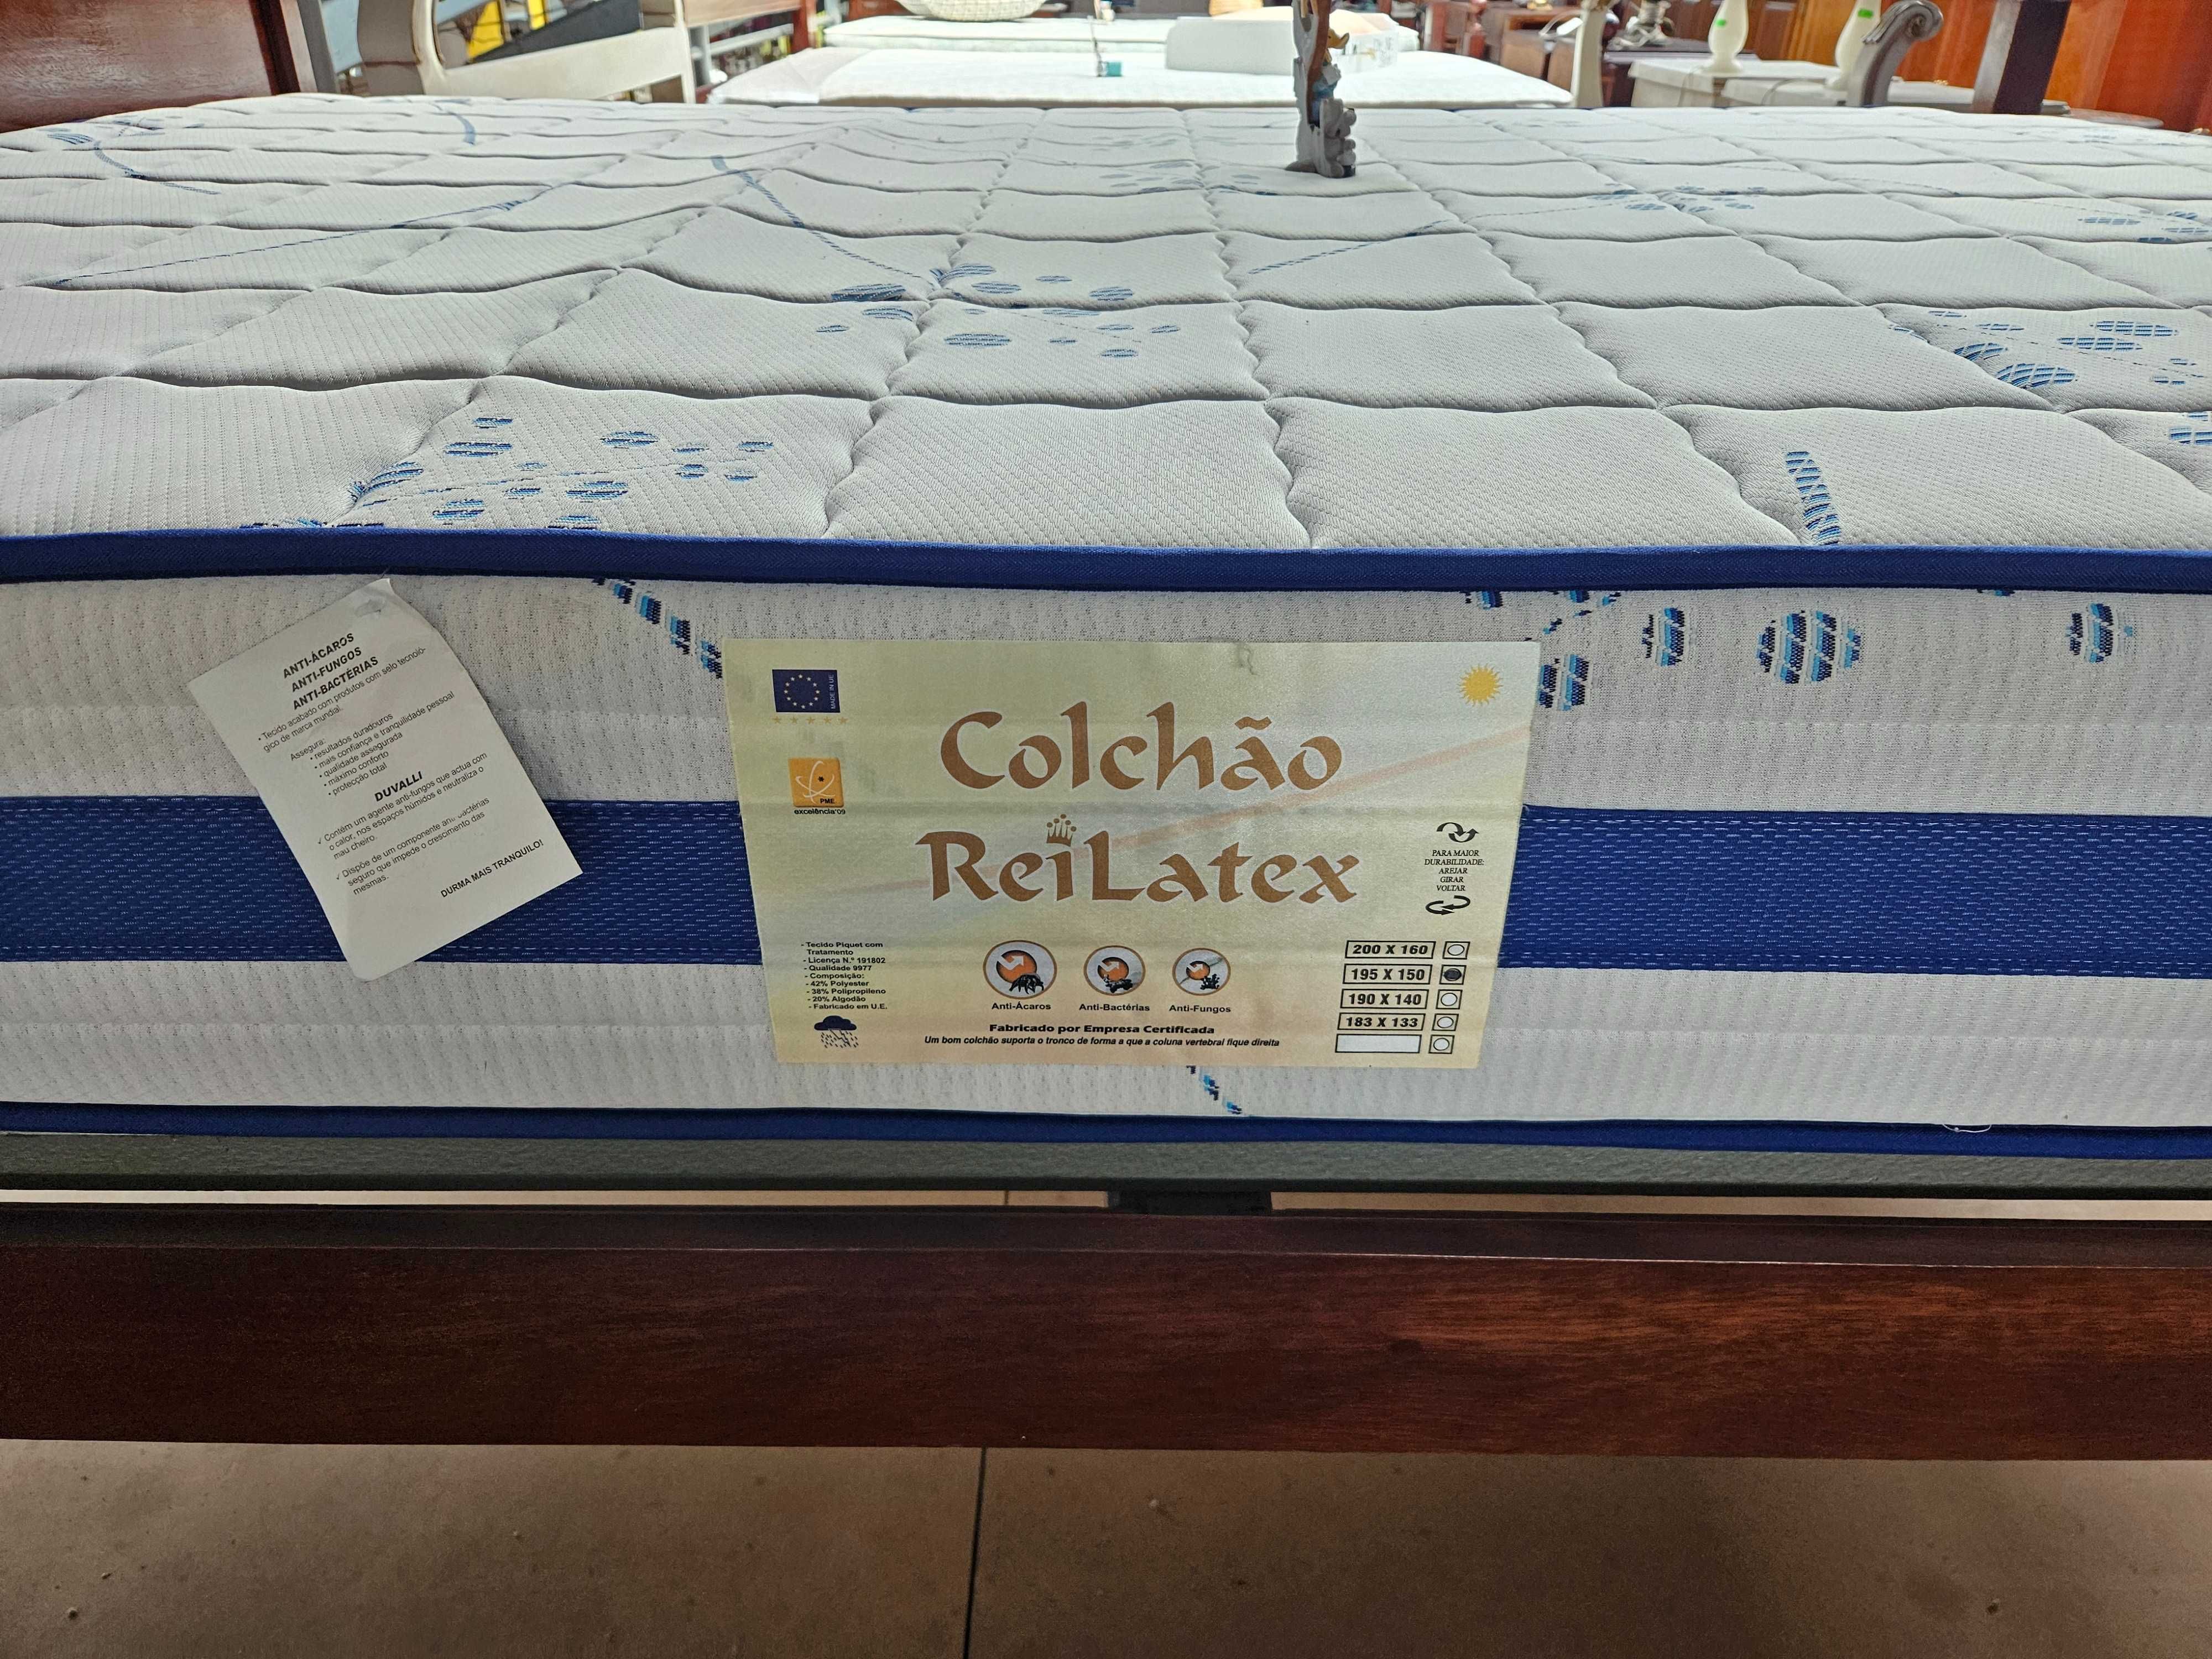 ANTI-ÁCAROS
ANTI-FUNGOS
ANTI-BACTÉRIAS
• Tecido acabado com produtos com selo tecnoló-
gico de marca mundial.
Assegura:
• resultados duradouros
• mais confiança e tranquilidade pessoal
• qualidade assegurada
• máximo conforto
• protecção total
DUVALLI
✓ Contém um agente anti-fungos que actua com
o calor, nos espaços húmidos e neutraliza o
mau cheiro.
✓ Dispõe de um componente anti-bactérias
seguro que impede o crescimento das
mesmas.
DURMA MAIS TRANQUILO!
MADE IN UE
PME
excelência'09
Colchão
ReiLatex
PARA MAIOR
DURABILIDADE:
AREJAR
GIRAR
VOLTAR
- Tecido Piquet com
Tratamento
- Licença N.º 191802
- Qualidade 9977
- Composição:
- 42% Polyester
- 38% Polipropileno
- 20% Algodão
- Fabricado em U.E.
Anti-Ácaros
Anti-Bactérias
Anti-Fungos
Fabricado por Empresa Certificada
Um bom colchão suporta o tronco de forma a que a coluna vertebral fique direita
200 X 160
195 X 150
190 X 140
183 X 133